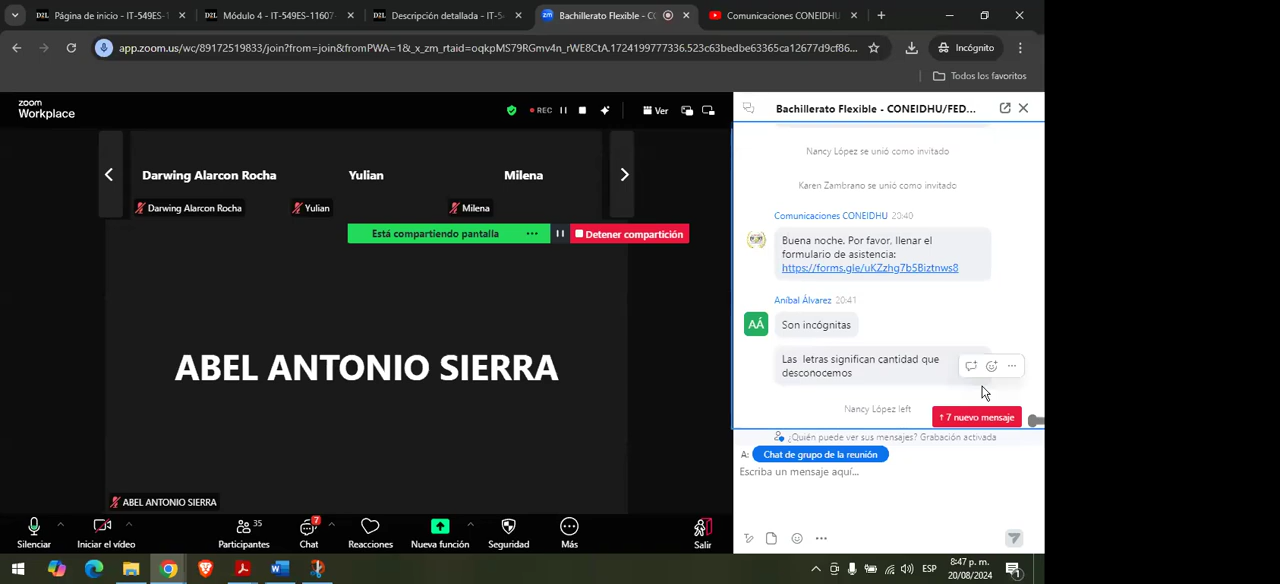 Página de inicio - IT-549ES-1
Módulo 4 - IT-549ES-11607
Descripción detallada - IT-5
Bachillerato Flexible - CO
Comunicaciones CONEIDHU
app.zoom.us/wc/89172519833/join?from=join&fromPWA=1&_x_zm_rtaid=oqkpMS79RGmv4n_rWE8CtA.1724199777336.523c63bedbe63365ca12677d9cf86...
Incógnito
Todos los favoritos
zoom
Workplace
REC
Ver
Bachillerato Flexible - CONEIDHU/FED...
Nancy López se unió como invitado
Darwing Alarcon Rocha
Yulian
Milena
Karen Zambrano se unió como invitado
Darwing Alarcon Rocha
Yulian
Milena
Comunicaciones CONEIDHU 20:40
Está compartiendo pantalla
Detener compartición
Buena noche. Por favor, llenar el
formulario de asistencia:
https://forms.gle/uKZzhg7b5Biztnws8
Aníbal Álvarez 20:41
AÁ
Son incógnitas
Las letras significan cantidad que
desconocemos
ABEL ANTONIO SIERRA
Nancy López left
↑ 7 nuevo mensaje
¿Quién puede ver sus mensajes? Grabación activada
A: Chat de grupo de la reunión
Escriba un mensaje aquí...
ABEL ANTONIO SIERRA
35
7
Silenciar
Iniciar el vídeo
Participantes
Chat
Reacciones
Nueva función
Seguridad
Más
Salir
ESP
8:47 p. m.
20/08/2024
1